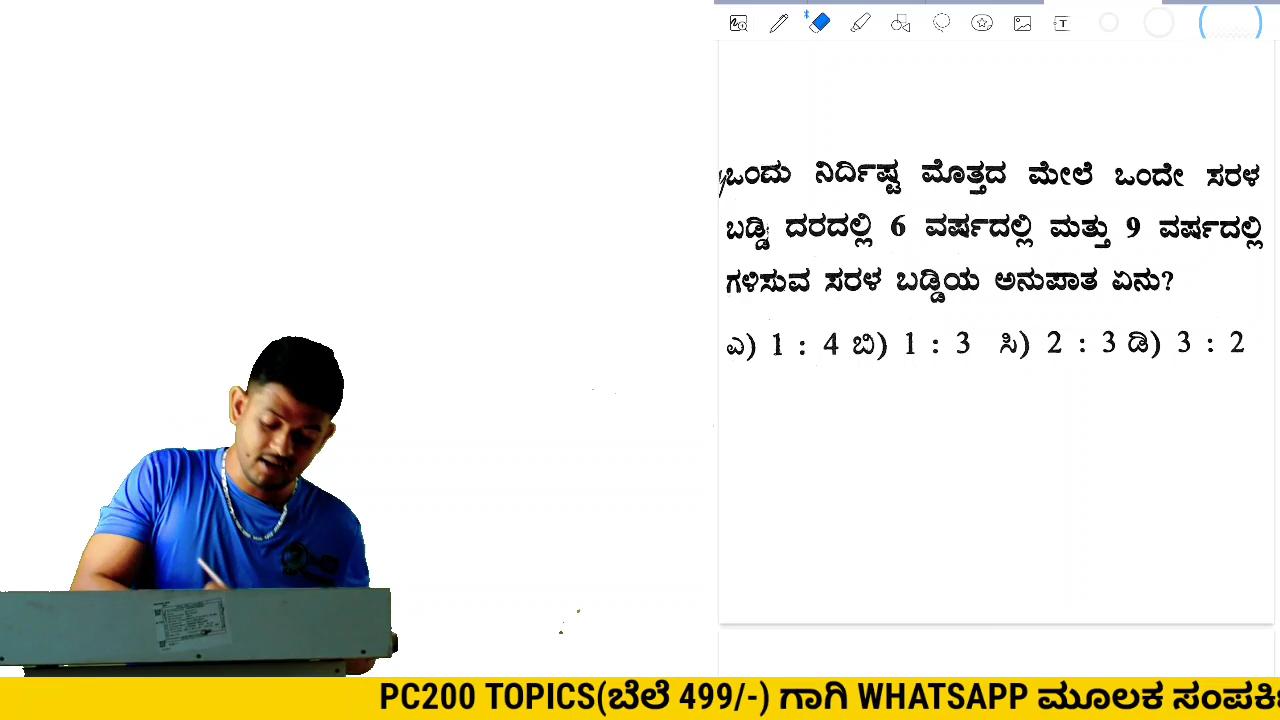 ಒಂದು ನಿರ್ದಿಷ್ಟ ಮೊತ್ತದ ಮೇಲೆ ಒಂದೇ ಸರಳ
ಬಡ್ಡಿ ದರದಲ್ಲಿ 6 ವರ್ಷದಲ್ಲಿ ಮತ್ತು 9 ವರ್ಷದಲ್ಲಿ
ಗಳಿಸುವ ಸರಳ ಬಡ್ಡಿಯ ಅನುಪಾತ ಏನು?
ಎ) 1 : 4 ಬಿ) 1 : 3 ಸಿ) 2 : 3 ಡಿ) 3 : 2
PC200 TOPICS(ಬೆಲೆ 499/-) ಗಾಗಿ WHATSAPP ಮೂಲಕ